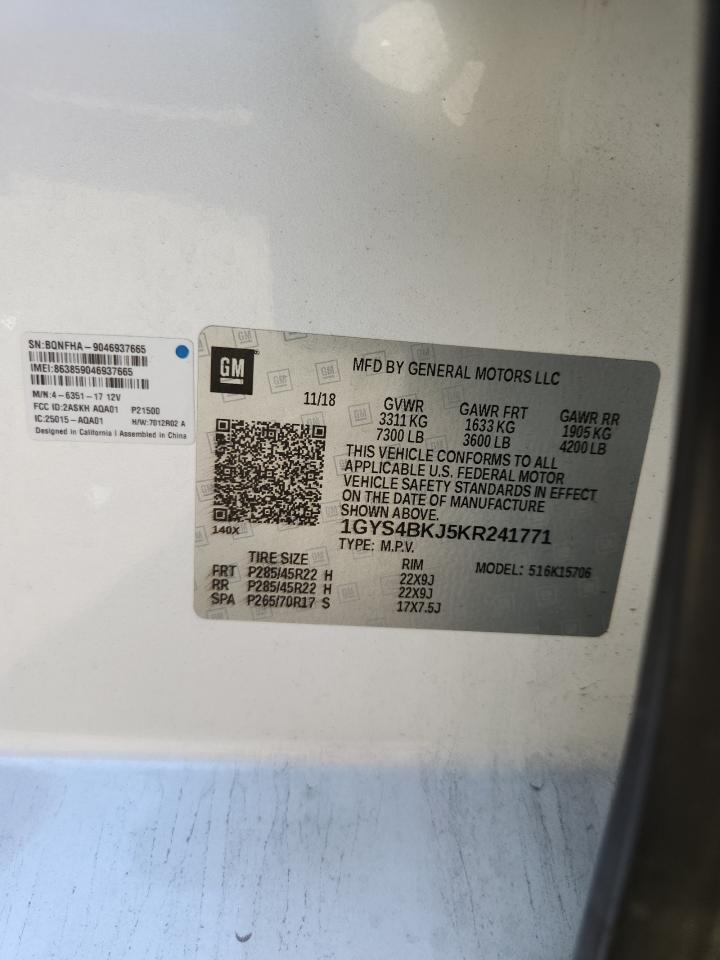 SN:BQNFHA-9046937665
IMEI:863859046937665
M/N:4-6351-17 12V
FCC ID:2ASKH AQA01 P21500
IC:25015-AQA01 H/W:7012R02 A
Designed in California | Assembled in China
GM
MFD BY GENERAL MOTORS LLC
11/18 GVWR GAWR FRT GAWR RR
3311 KG 1633 KG 1905 KG
7300 LB 3600 LB 4200 LB
THIS VEHICLE CONFORMS TO ALL
APPLICABLE U.S. FEDERAL MOTOR
VEHICLE SAFETY STANDARDS IN EFFECT
ON THE DATE OF MANUFACTURE
SHOWN ABOVE.
140X
1GYS4BKJ5KR241771
TYPE: M.P.V.
TIRE SIZE RIM MODEL: 516K15706
FRT P285/45R22 H 22X9J
RR P285/45R22 H 22X9J
SPA P265/70R17 S 17X7.5J